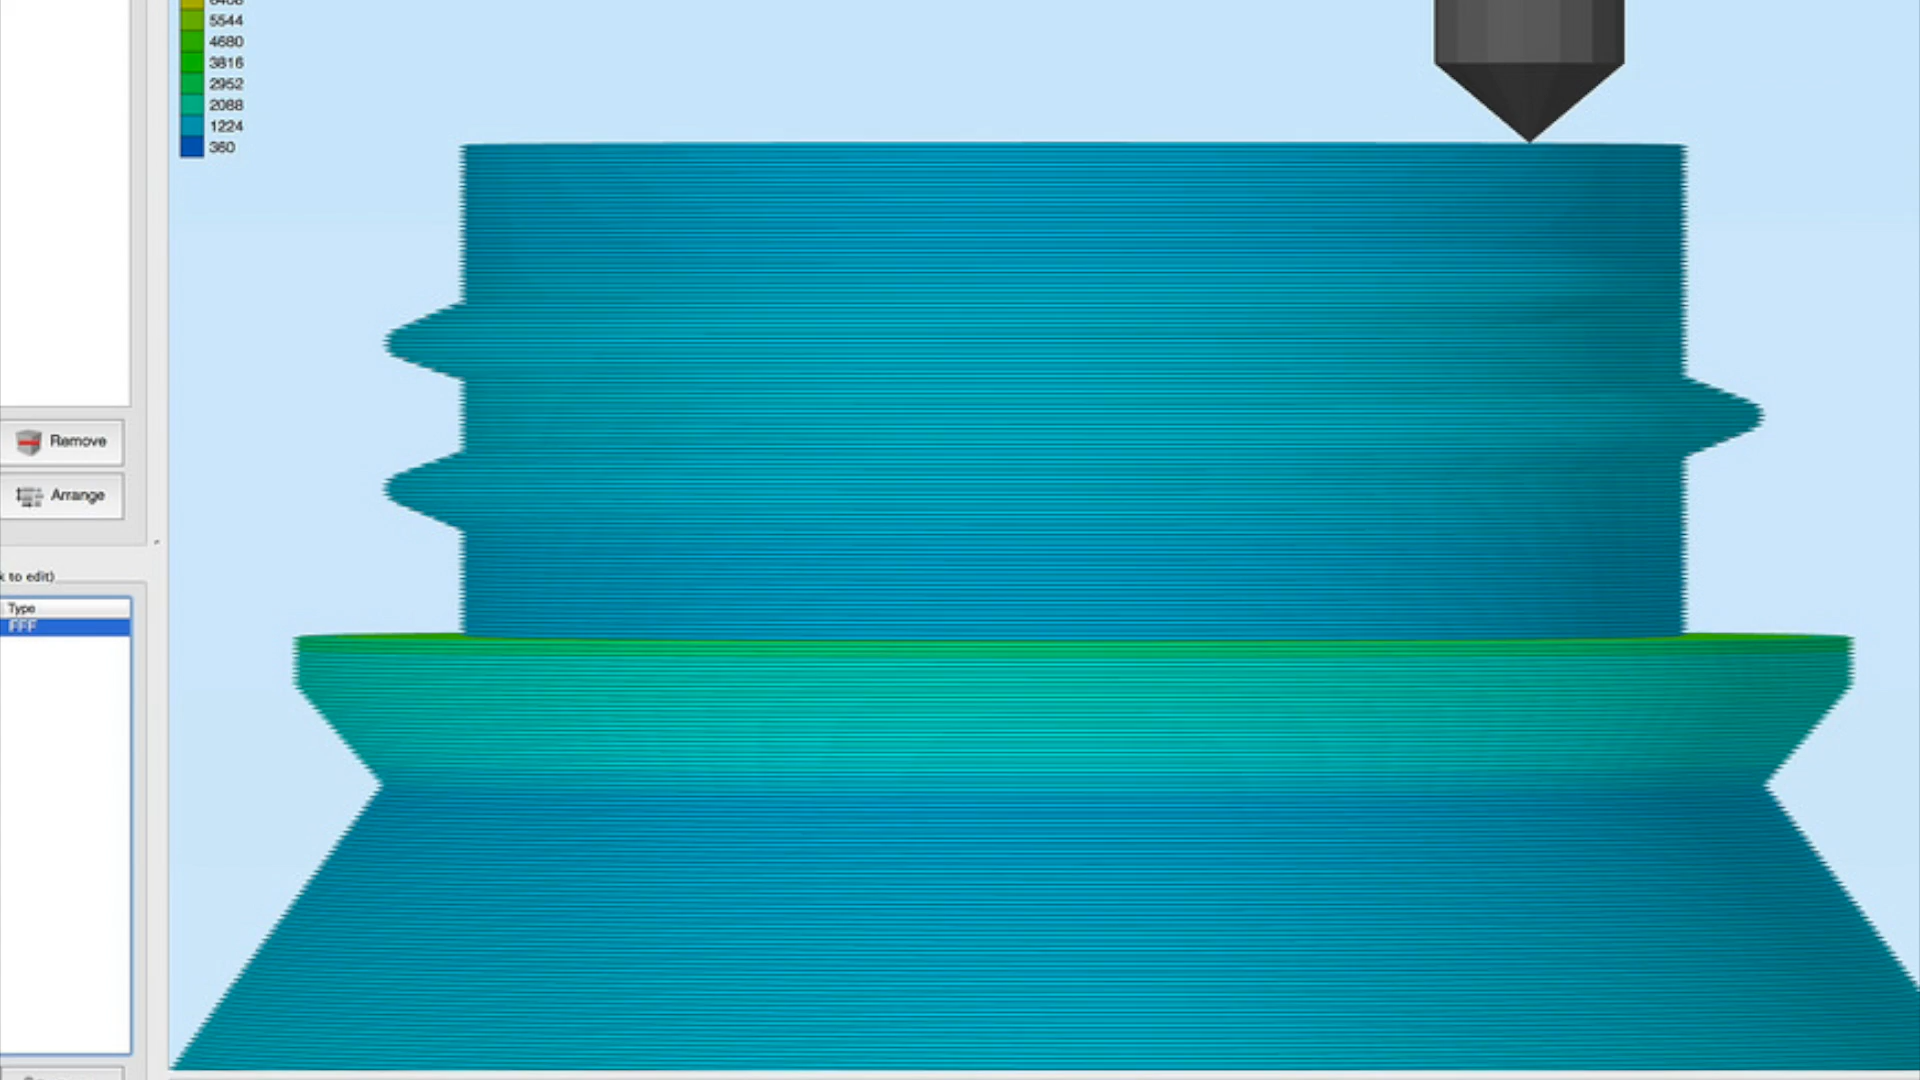 5544
4680
3816
2952
2088
1224
360
Remove
Arrange
k to edit)
Type
FFF